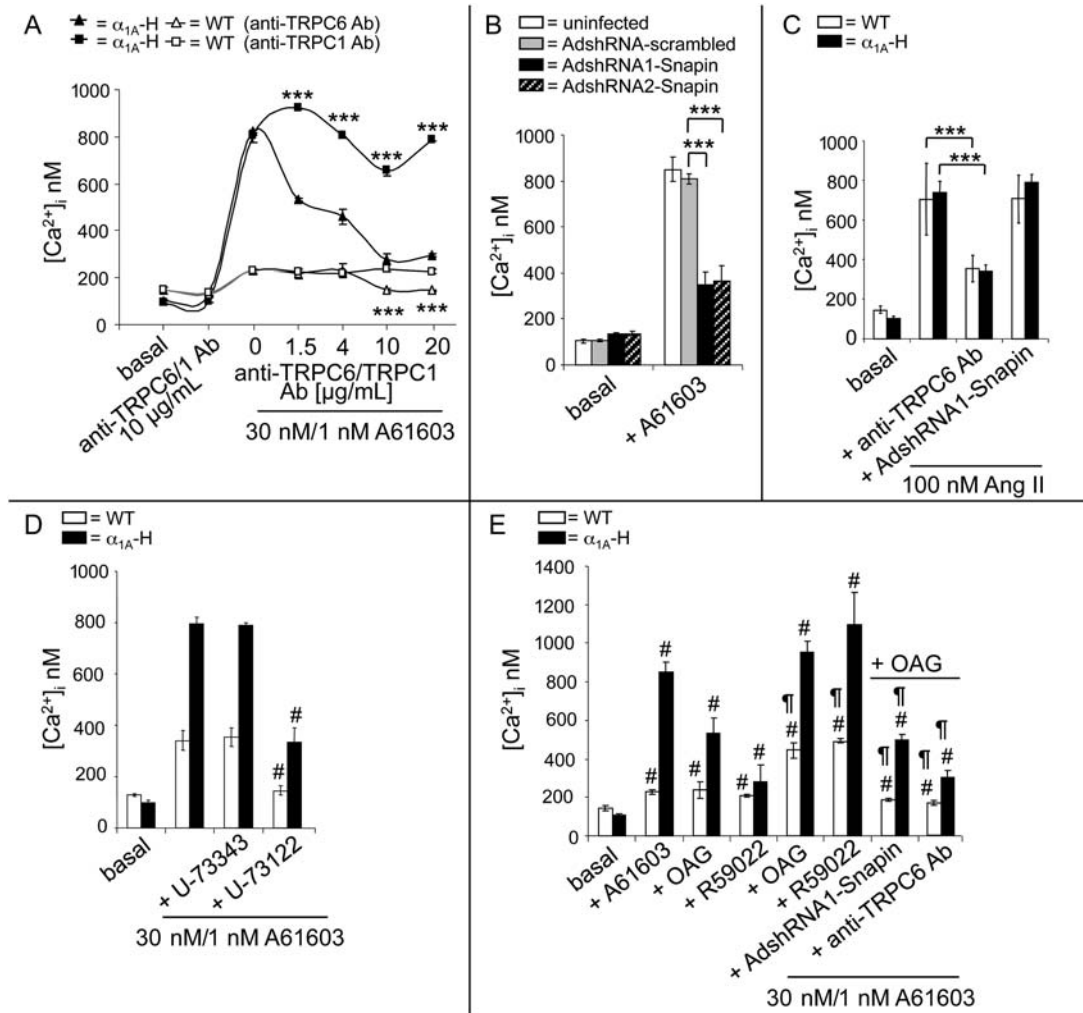 A
= α1A-H = WT (anti-TRPC6 Ab)
= α1A-H = WT (anti-TRPC1 Ab)
1000
800
600
400
200
0
[Ca2+]i nM
***
***
***
***
***
***
basal
anti-TRPC6/1 Ab
10 µg/mL
0
1.5
4
10
20
anti-TRPC6/TRPC1
Ab [µg/mL]
30 nM/1 nM A61603
B
= uninfected
= AdshRNA-scrambled
= AdshRNA1-Snapin
= AdshRNA2-Snapin
***
***
1000
800
600
400
200
0
[Ca2+]i nM
basal
+ A61603
C
= WT
= α1A-H
***
***
1000
800
600
400
200
0
[Ca2+]i nM
basal
+ anti-TRPC6 Ab
+ AdshRNA1-Snapin
100 nM Ang II
D
= WT
= α1A-H
1000
800
600
400
200
0
[Ca2+]i nM
#
#
basal
+ U-73343
+ U-73122
30 nM/1 nM A61603
E
= WT
= α1A-H
1400
1200
1000
800
600
400
200
0
[Ca2+]i nM
#
#
#
#
#
#
¶
#
#
¶
#
#
+ OAG
¶
#
¶
#
¶
#
¶
#
basal
+ A61603
+ OAG
+ R59022
+ OAG
+ R59022
+ AdshRNA1-Snapin
+ anti-TRPC6 Ab
30 nM/1 nM A61603